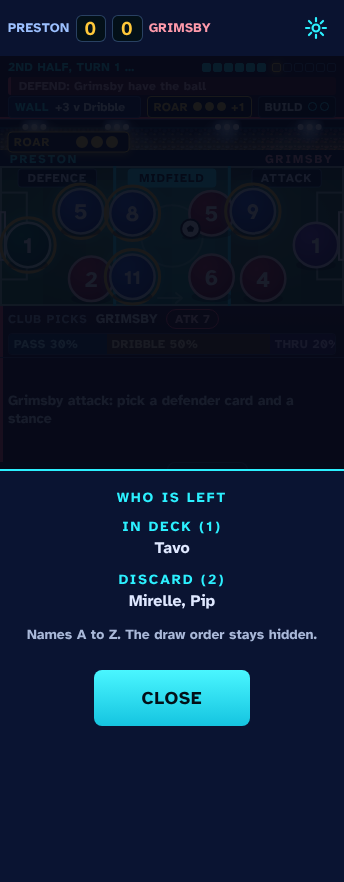 PRESTON 0 0 GRIMSBY
2ND HALF, TURN 1 ...
DEFEND: Grimsby have the ball
WALL +3 v Dribble ROAR +1 BUILD
ROAR
PRESTON GRIMSBY
DEFENCE MIDFIELD ATTACK
5 8 5 9
1 1
2 11 6 4
CLUB PICKS GRIMSBY ATK 7
PASS 30% DRIBBLE 50% THRU 20%
Grimsby attack: pick a defender card and a
stance
WHO IS LEFT
IN DECK (1)
Tavo
DISCARD (2)
Mirelle, Pip
Names A to Z. The draw order stays hidden.
CLOSE